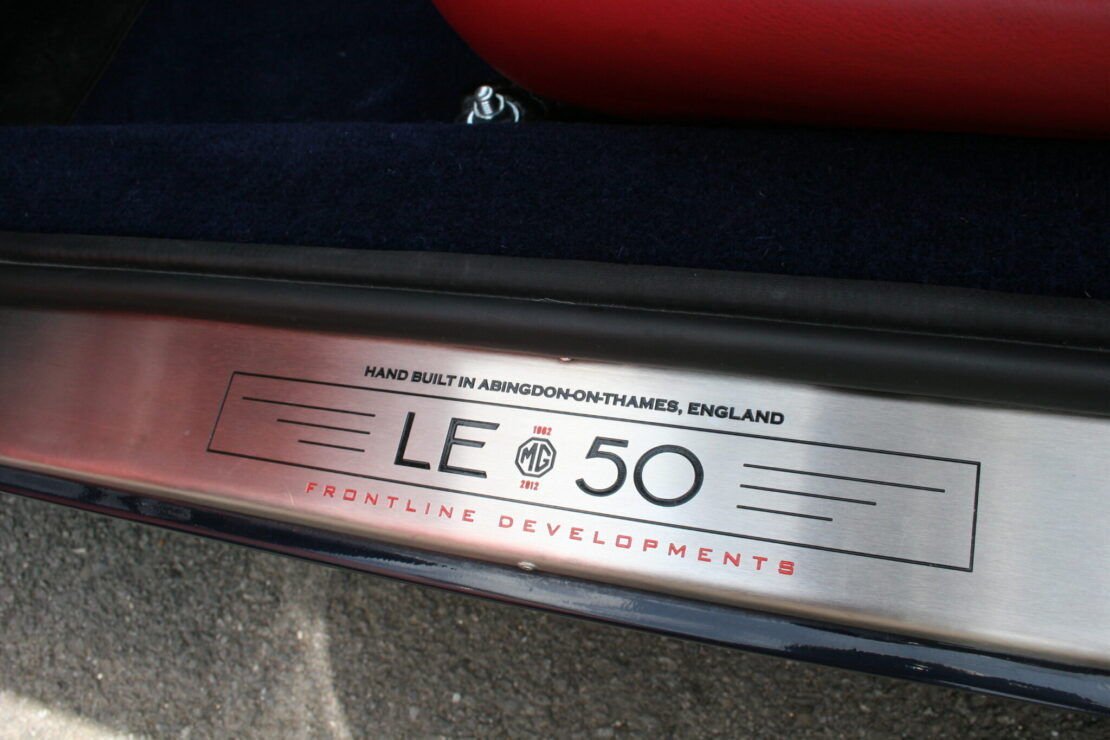 HAND BUILT IN ABINGDON-ON-THAMES, ENGLAND
LE 1962 MG 2012 50
FRONTLINE DEVELOPMENTS